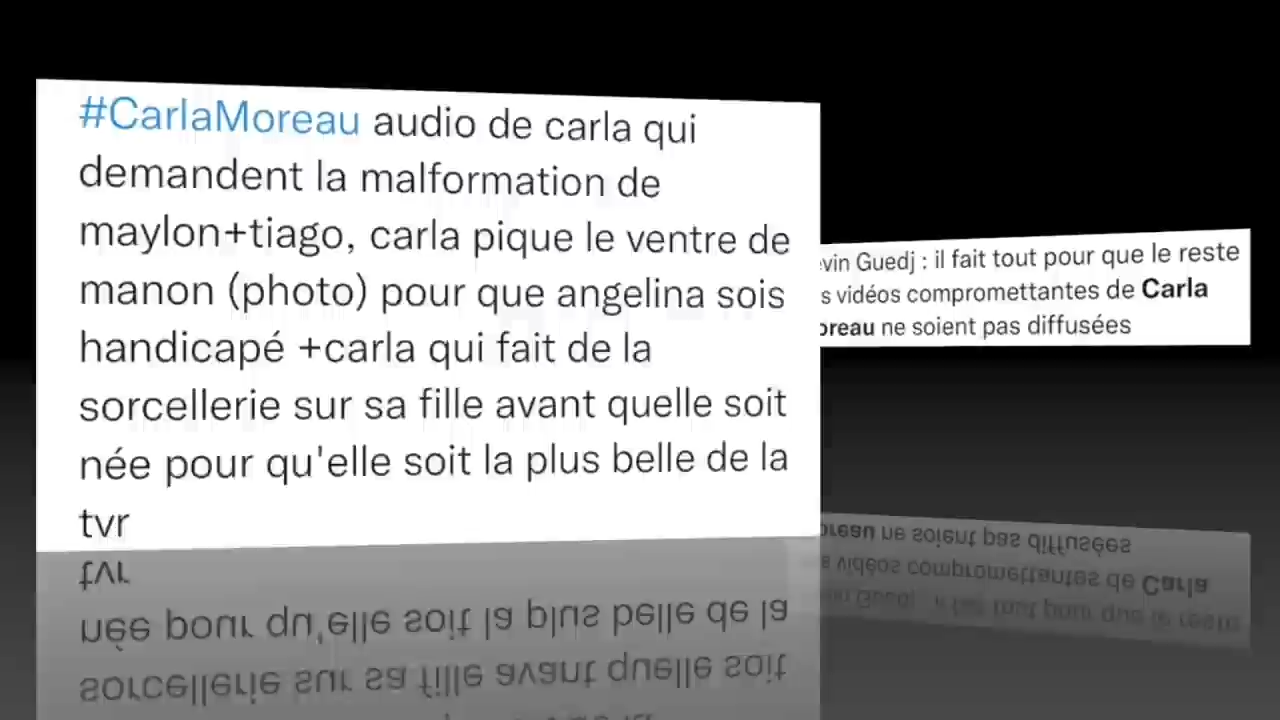 #CarlaMoreau audio de carla qui
demandent la malformation de
maylon+tiago, carla pique le ventre de
manon (photo) pour que angelina sois
handicapé +carla qui fait de la
sorcellerie sur sa fille avant quelle soit
née pour qu'elle soit la plus belle de la
tvr
evin Guedj : il fait tout pour que le reste
s vidéos compromettantes de Carla
oreau ne soient pas diffusées